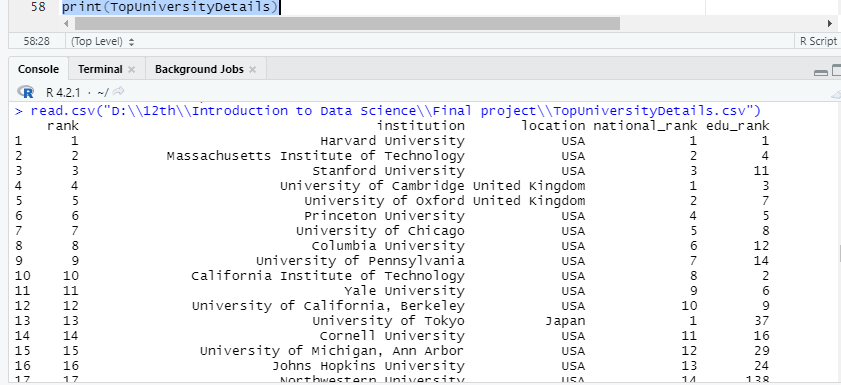 58 print(TopUniversityDetails)
58:28 (Top Level) R Script
Console Terminal Background Jobs
R 4.2.1 · ~/
> read.csv("D:\\12th\\Introduction to Data Science\\Final project\\TopUniversityDetails.csv")
rank institution location national_rank edu_rank
1 1 Harvard University USA 1 1
2 2 Massachusetts Institute of Technology USA 2 4
3 3 Stanford University USA 3 11
4 4 University of Cambridge United Kingdom 1 3
5 5 University of Oxford United Kingdom 2 7
6 6 Princeton University USA 4 5
7 7 University of Chicago USA 5 8
8 8 Columbia University USA 6 12
9 9 University of Pennsylvania USA 7 14
10 10 California Institute of Technology USA 8 2
11 11 Yale University USA 9 6
12 12 University of California, Berkeley USA 10 9
13 13 University of Tokyo Japan 1 37
14 14 Cornell University USA 11 16
15 15 University of Michigan, Ann Arbor USA 12 29
16 16 Johns Hopkins University USA 13 24
17 17 Northwestern University USA 14 138